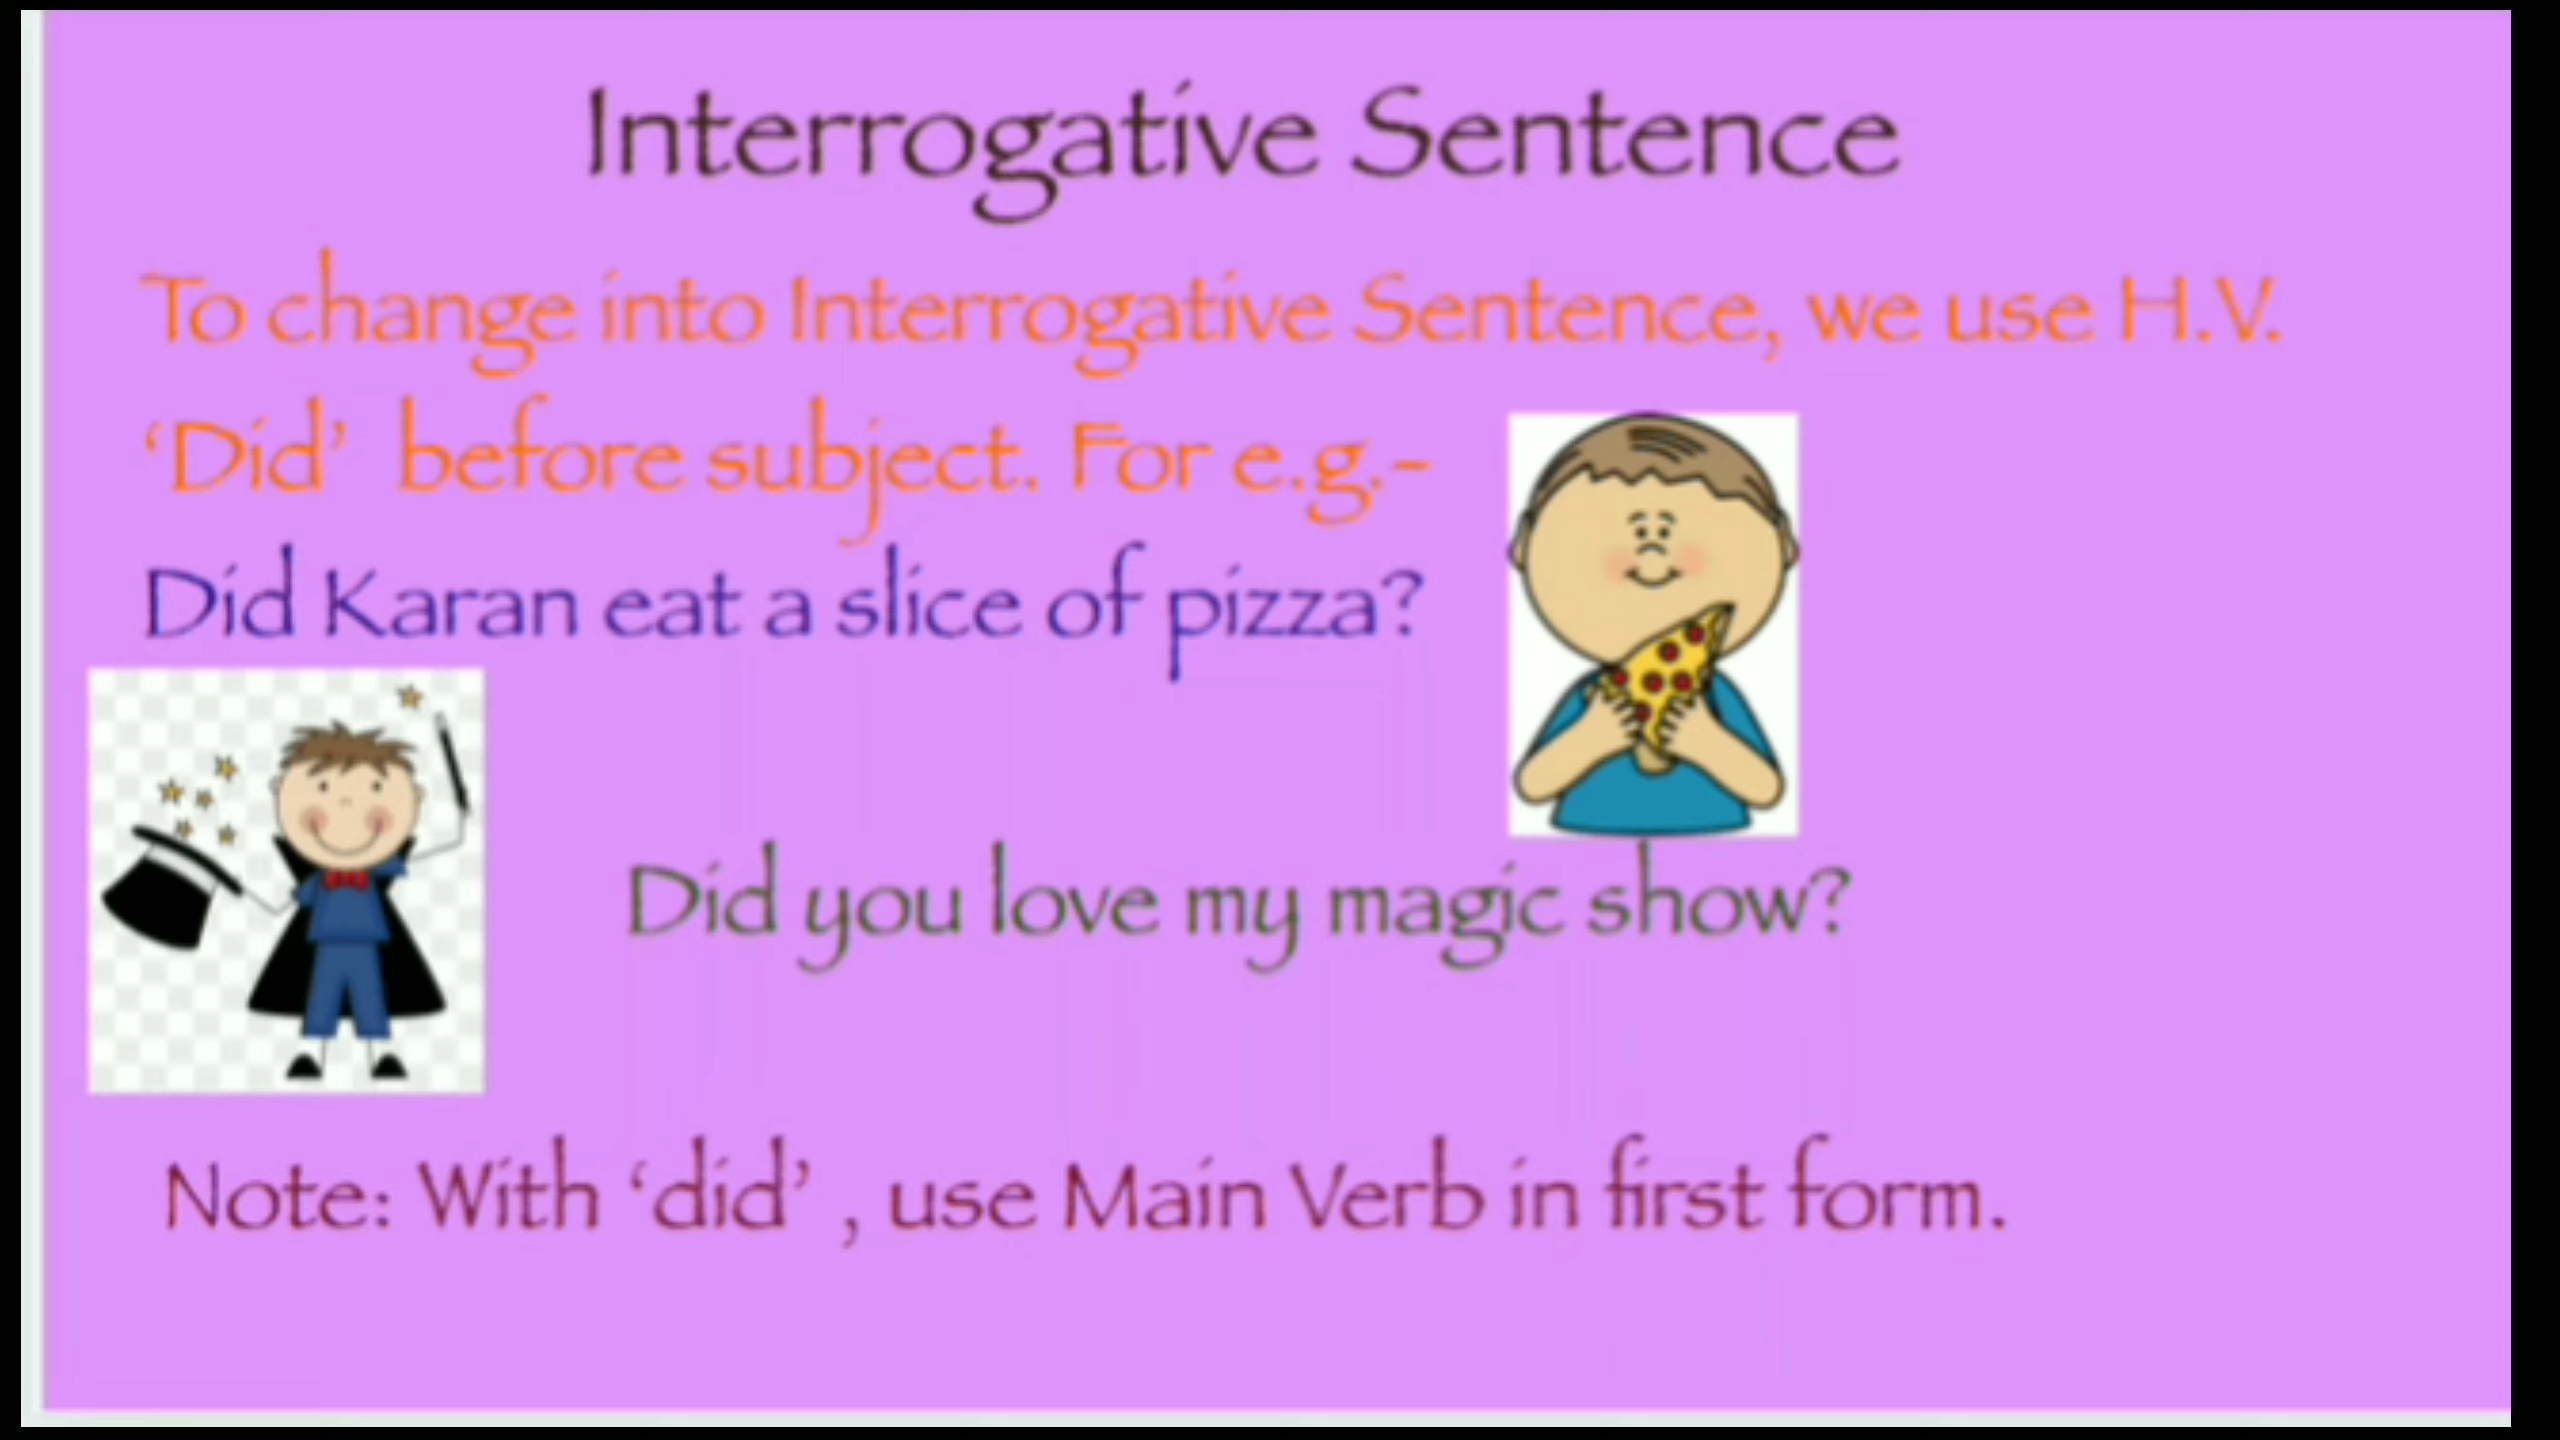 Interrogative Sentence
To change into Interrogative Sentence, we use H.V.
‘Did’ before subject. For e.g.-
Did Karan eat a slice of pizza?
Did you love my magic show?
Note: With ‘did’ , use Main Verb in first form.